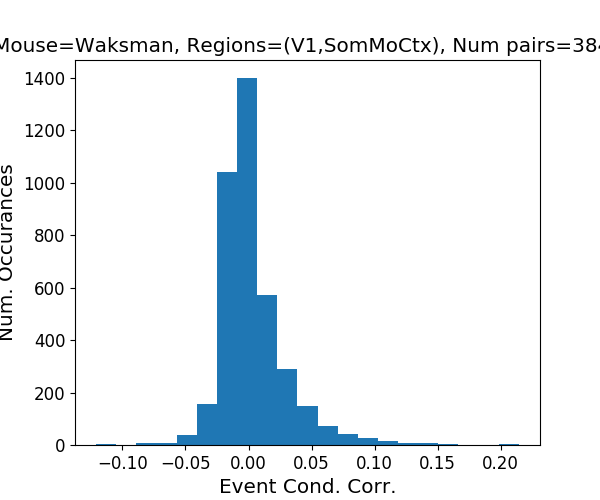 Mouse=Waksman, Regions=(V1,SomMoCtx), Num pairs=384
1400
1200
1000
800
600
400
200
0
Num. Occurances
−0.10 −0.05 0.00 0.05 0.10 0.15 0.20
Event Cond. Corr.